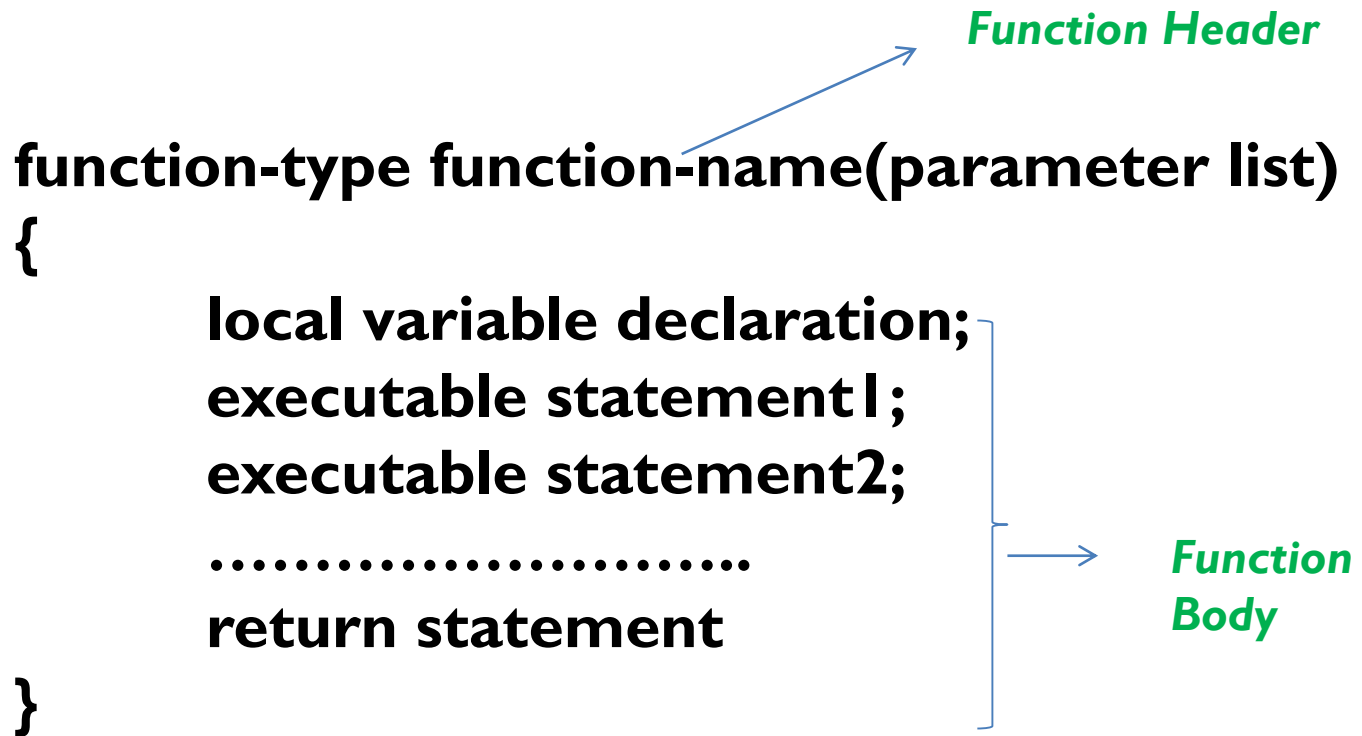 Function Header
function-type function-name(parameter list)
{
local variable declaration;
executable statement1;
executable statement2;
……………………..
return statement
Function
Body
}